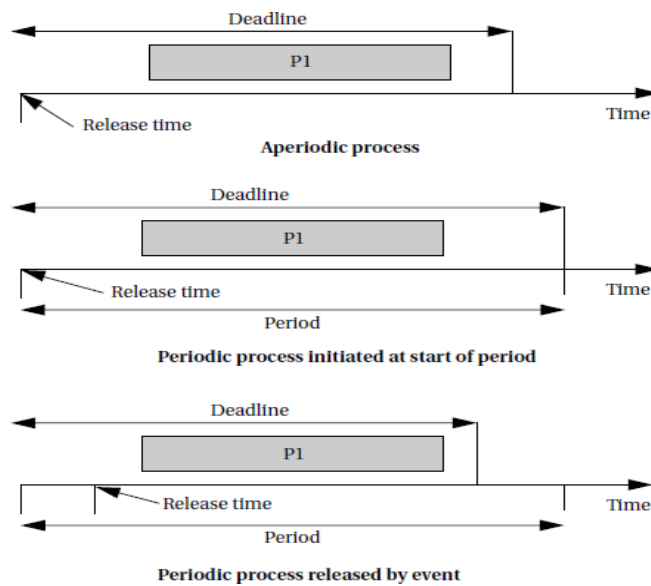 Deadline
P1
Time
Release time
Aperiodic process
Deadline
P1
Release time
Time
Period
Periodic process initiated at start of period
Deadline
P1
Release time
Time
Period
Periodic process released by event